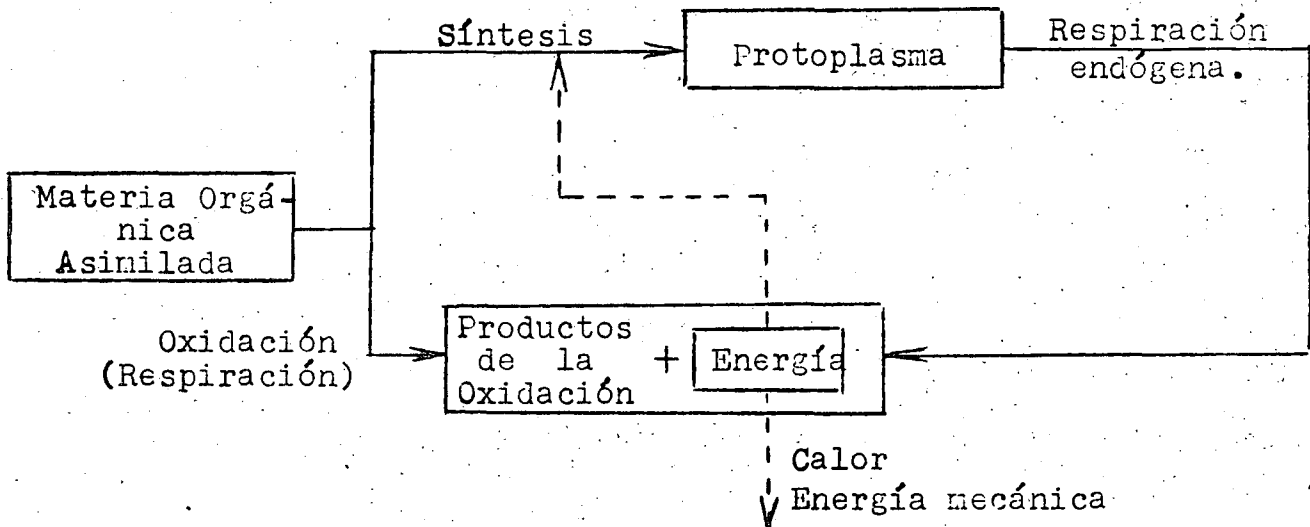 Síntesis
Protoplasma
Respiración
endógena.
Materia Orgá-
nica
Asimilada
Oxidación
(Respiración)
Productos
de la
Oxidación
+
Energía
Calor
Energía mecánica